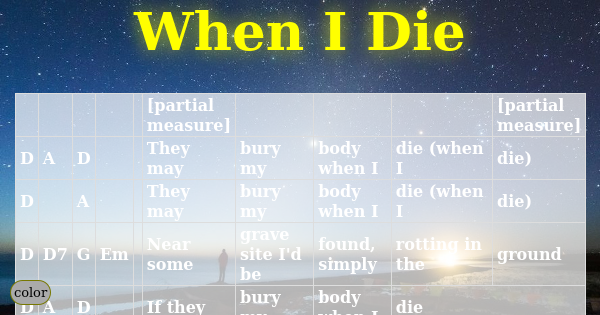 When I Die
[partial measure] [partial measure]
D A D They may bury my body when I die (when I die)
D A They may bury my body when I die (when I die)
D D7 G Em Near some grave site I'd be found, simply rotting in the ground
D A D If they bury body when I die
color